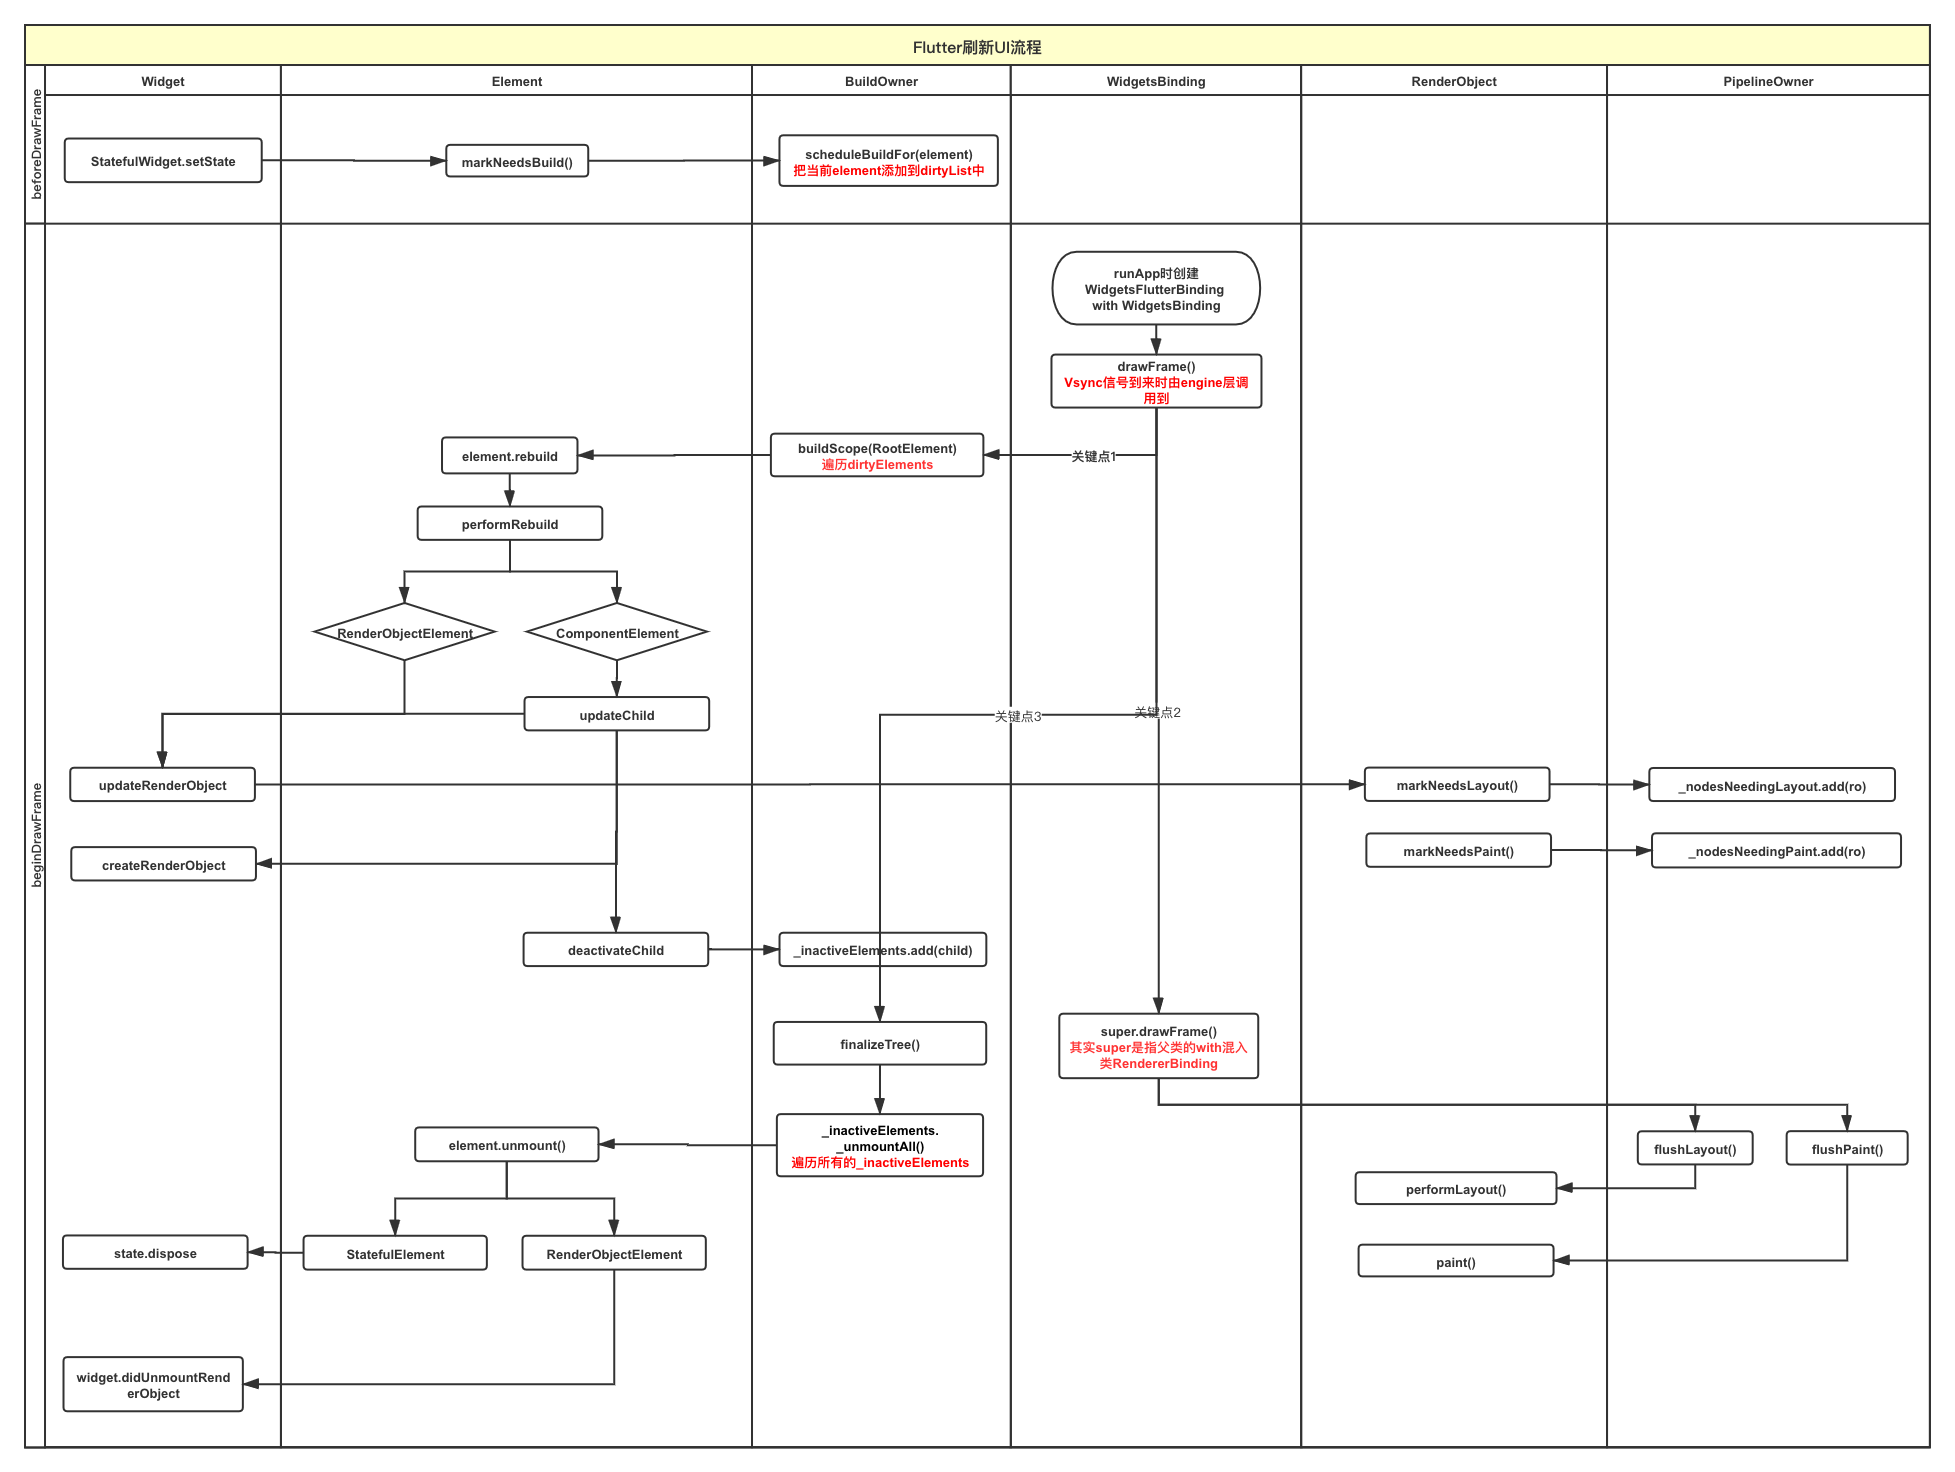 Flutter刷新UI流程
Widget
Element
BuildOwner
WidgetsBinding
RenderObject
PipelineOwner
beforeDrawFrame
StatefulWidget.setState
markNeedsBuild()
scheduleBuildFor(element)
把当前element添加到dirtyList中
beginDrawFrame
runApp时创建
WidgetsFlutterBinding
with WidgetsBinding
drawFrame()
Vsync信号到来时由engine层调
用到
关键点1
buildScope(RootElement)
遍历dirtyElements
element.rebuild
performRebuild
RenderObjectElement
ComponentElement
updateChild
关键点3
关键点2
updateRenderObject
markNeedsLayout()
_nodesNeedingLayout.add(ro)
createRenderObject
markNeedsPaint()
_nodesNeedingPaint.add(ro)
deactivateChild
_inactiveElements.add(child)
finalizeTree()
super.drawFrame()
其实super是指父类的with混入
类RendererBinding
_inactiveElements.
_unmountAll()
遍历所有的_inactiveElements
element.unmount()
flushLayout()
flushPaint()
performLayout()
state.dispose
StatefulElement
RenderObjectElement
paint()
widget.didUnmountRend
erObject